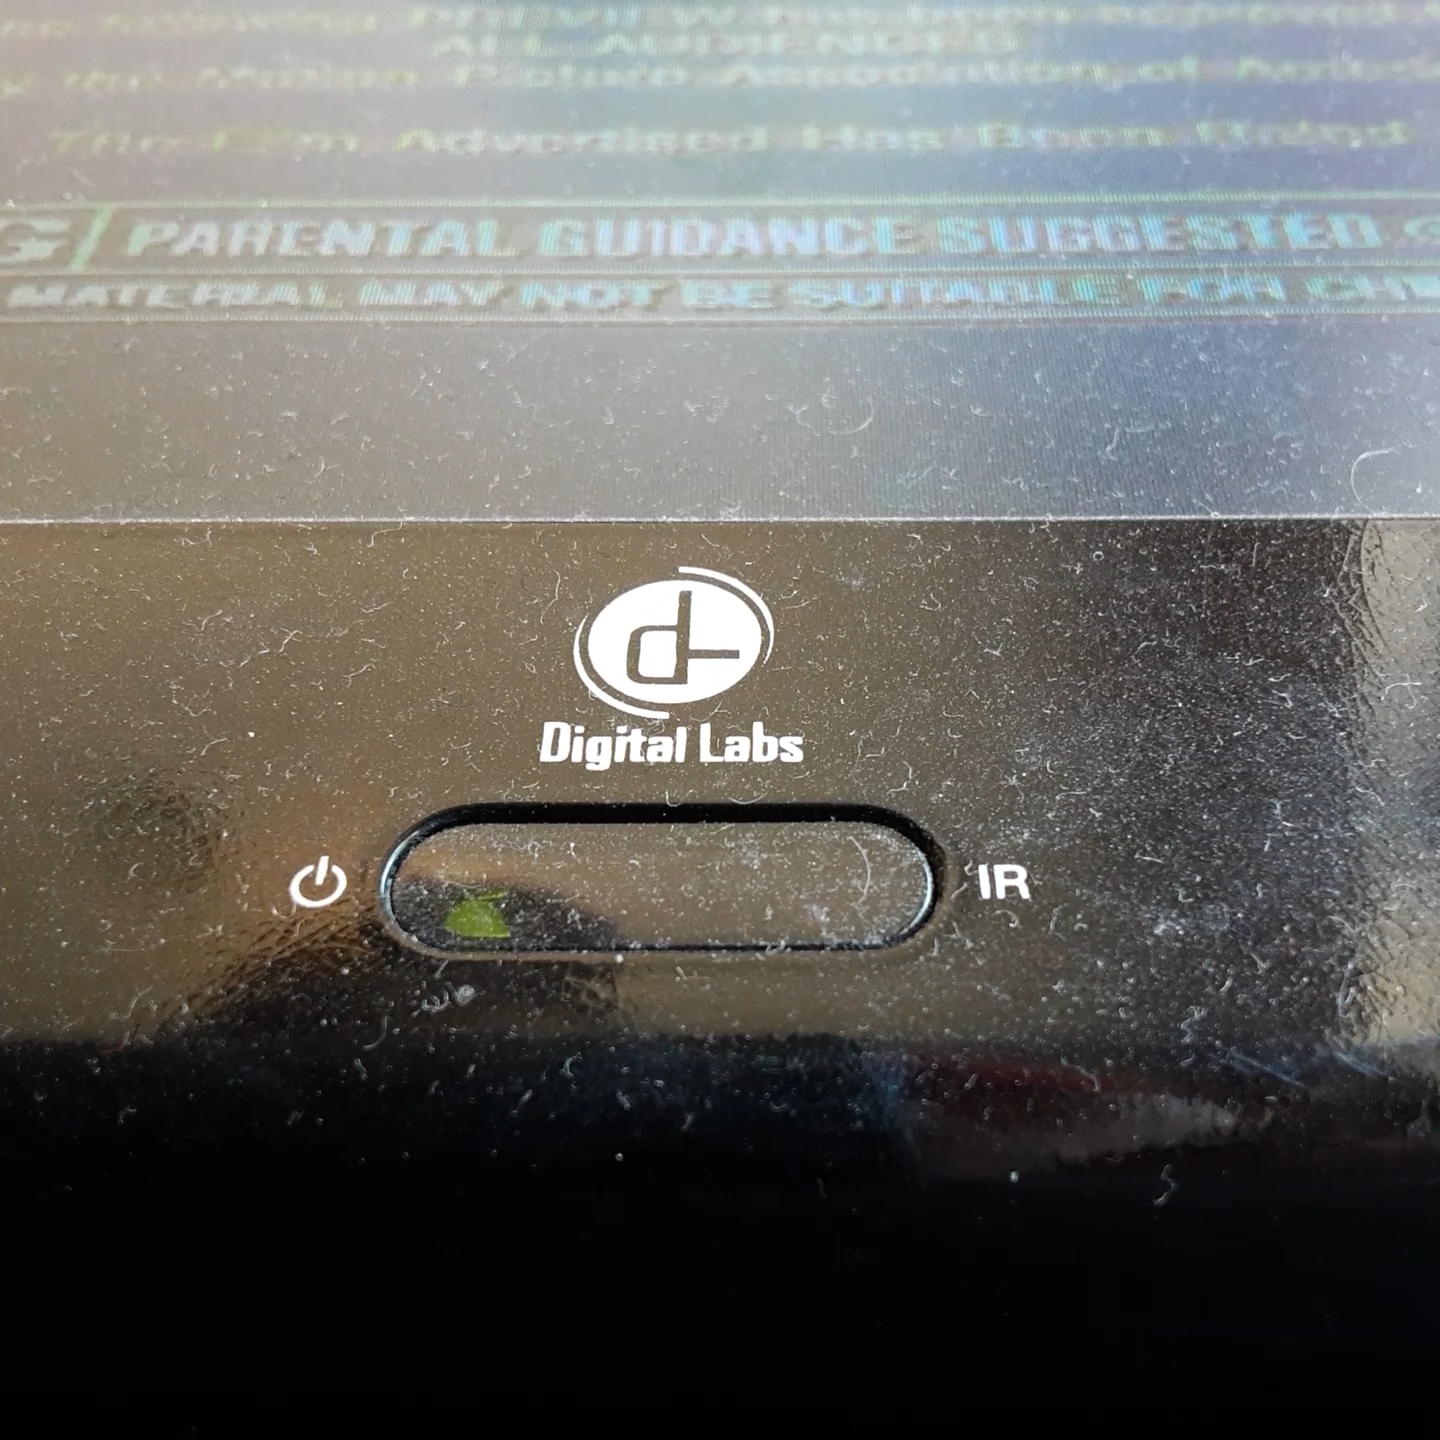 ALL AUDIENCES
The Film Advertised Has Been Rated
G PARENTAL GUIDANCE SUGGESTED
MATERIAL MAY NOT BE SUITABLE FOR
dL
Digital Labs
IR